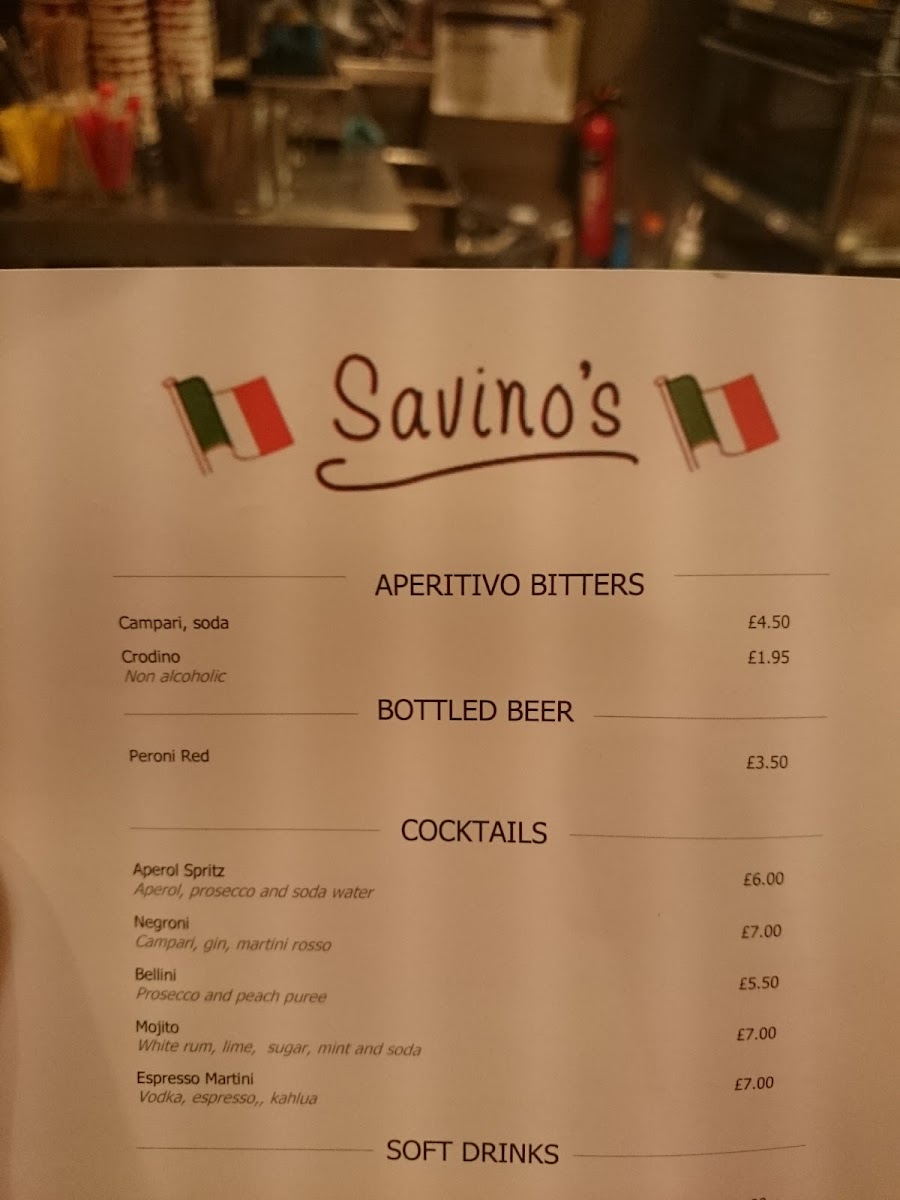 Savino's
APERITIVO BITTERS
Campari, soda £4.50
Crodino £1.95
Non alcoholic
BOTTLED BEER
Peroni Red £3.50
COCKTAILS
Aperol Spritz £6.00
Aperol, prosecco and soda water
Negroni £7.00
Campari, gin, martini rosso
Bellini £5.50
Prosecco and peach puree
Mojito £7.00
White rum, lime,  sugar, mint and soda
Espresso Martini £7.00
Vodka, espresso,, kahlua
SOFT DRINKS